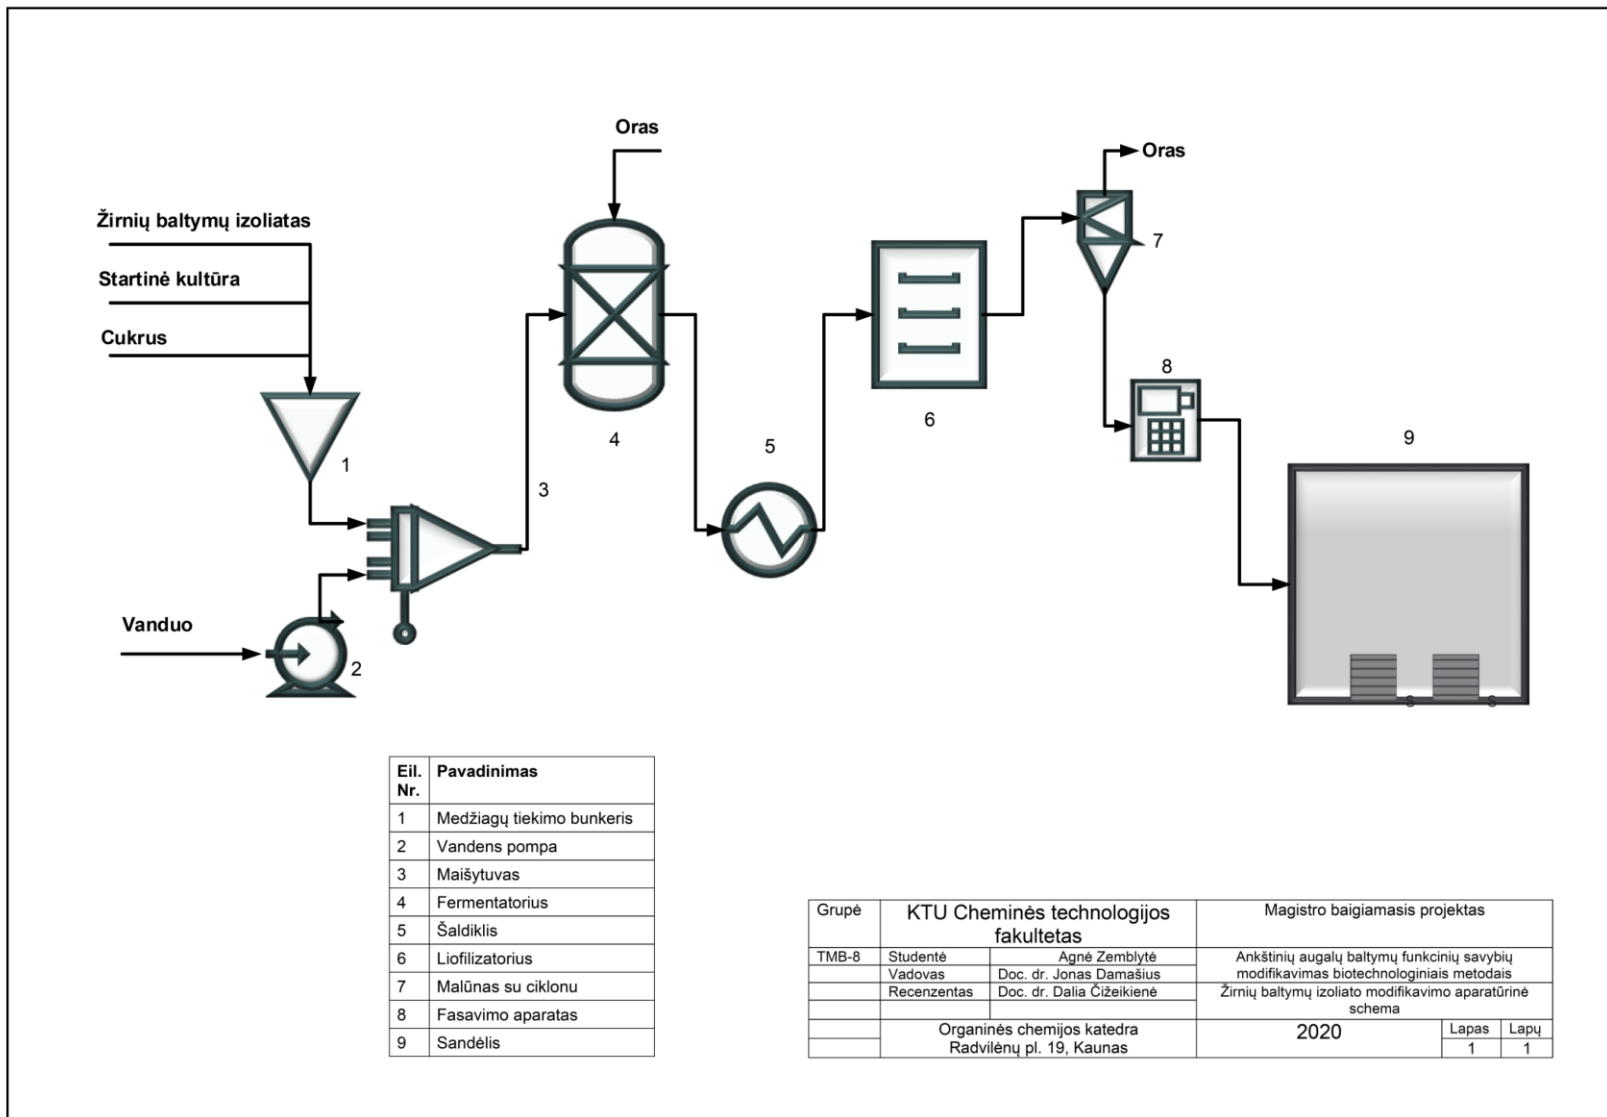 Oras
Oras
Žirnių baltymų izoliatas
Startinė kultūra
Cukrus
Vanduo
1
2
3
4
5
6
7
8
9
S
S
Eil. Nr. Pavadinimas
1 Medžiagų tiekimo bunkeris
2 Vandens pompa
3 Maišytuvas
4 Fermentatorius
5 Šaldiklis
6 Liofilizatorius
7 Malūnas su ciklonu
8 Fasavimo aparatas
9 Sandėlis
Grupė
KTU Cheminės technologijos
fakultetas
Magistro baigiamasis projektas
TMB-8
Studentė Agnė Zemblytė
Vadovas Doc. dr. Jonas Damašius
Recenzentas Doc. dr. Dalia Čižeikienė
Ankštinių augalų baltymų funkcinių savybių
modifikavimas biotechnologiniais metodais
Žirnių baltymų izoliato modifikavimo aparatūrinė
schema
Organinės chemijos katedra
Radvilėnų pl. 19, Kaunas
2020
Lapas Lapų
1 1